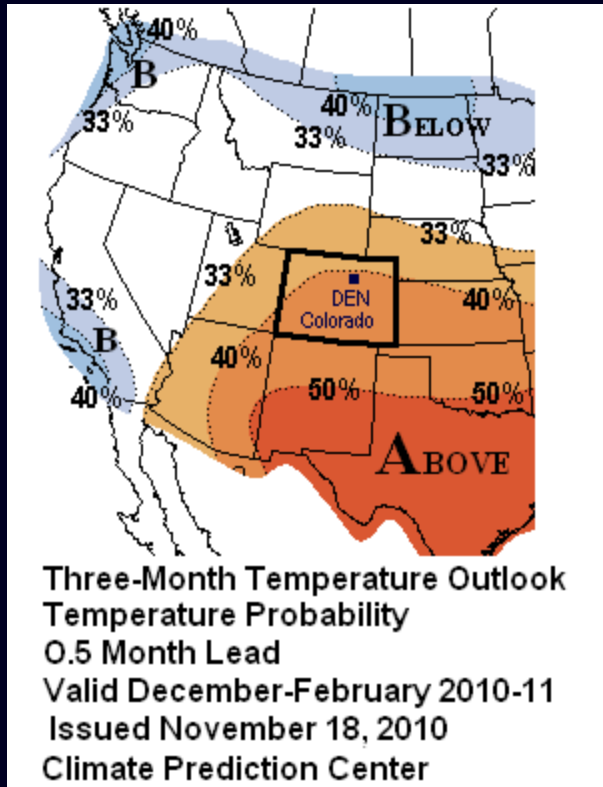 40%
B
33%
40%
BELOW
33%
33%
33%
33%
DEN
40%
33%
Colorado
B
40%
40%
50%
50%
ABOVE
Three-Month Temperature Outlook
Temperature Probability
0.5 Month Lead
Valid December-February 2010-11
Issued November 18, 2010
Climate Prediction Center